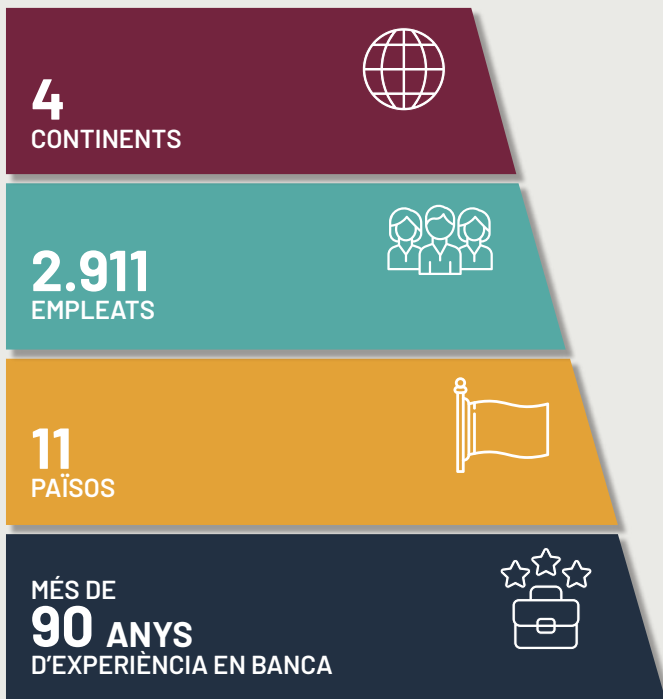 4
CONTINENTS
2.911
EMPLEATS
11
PAÏSOS
MÉS DE
90 ANYS
D'EXPERIÈNCIA EN BANCA